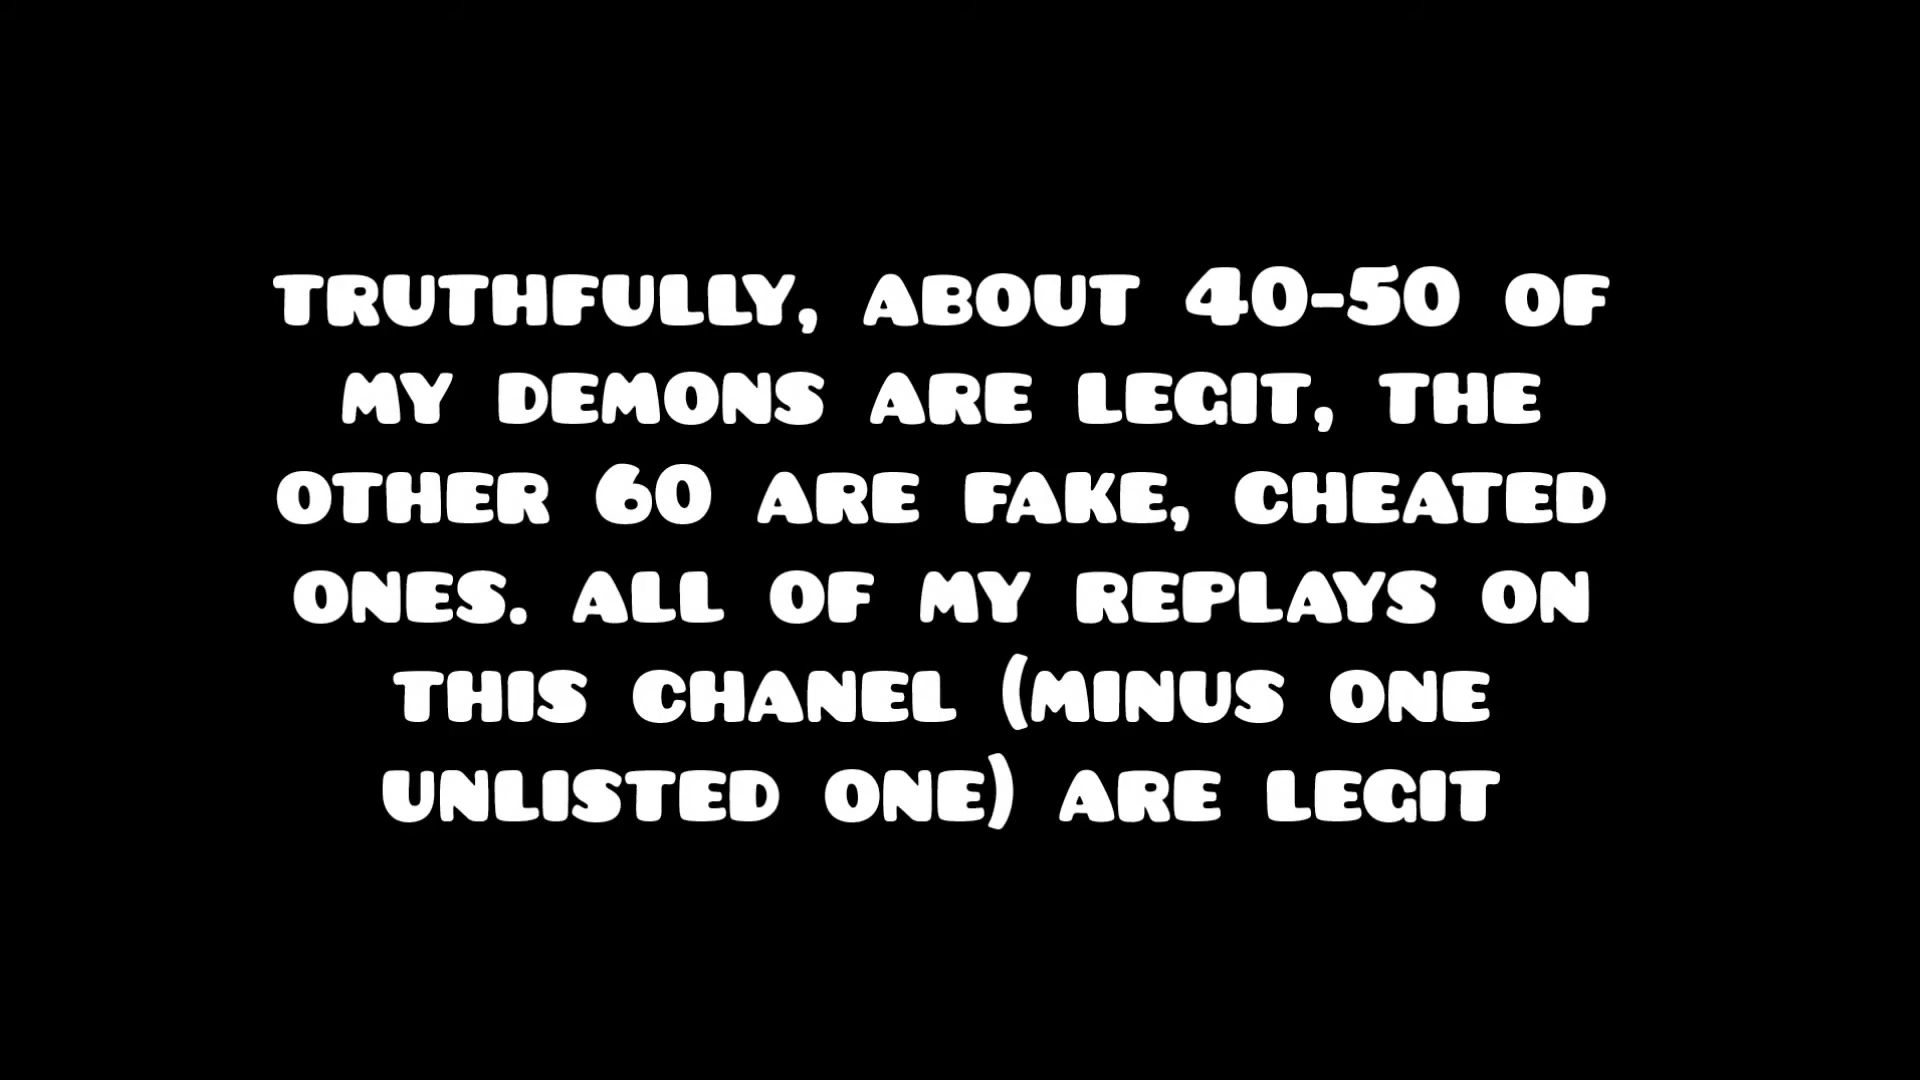 TRUTHFULLY, ABOUT 40-50 OF
MY DEMONS ARE LEGIT, THE
OTHER 60 ARE FAKE, CHEATED
ONES. ALL OF MY REPLAYS ON
THIS CHANEL (MINUS ONE
UNLISTED ONE) ARE LEGIT